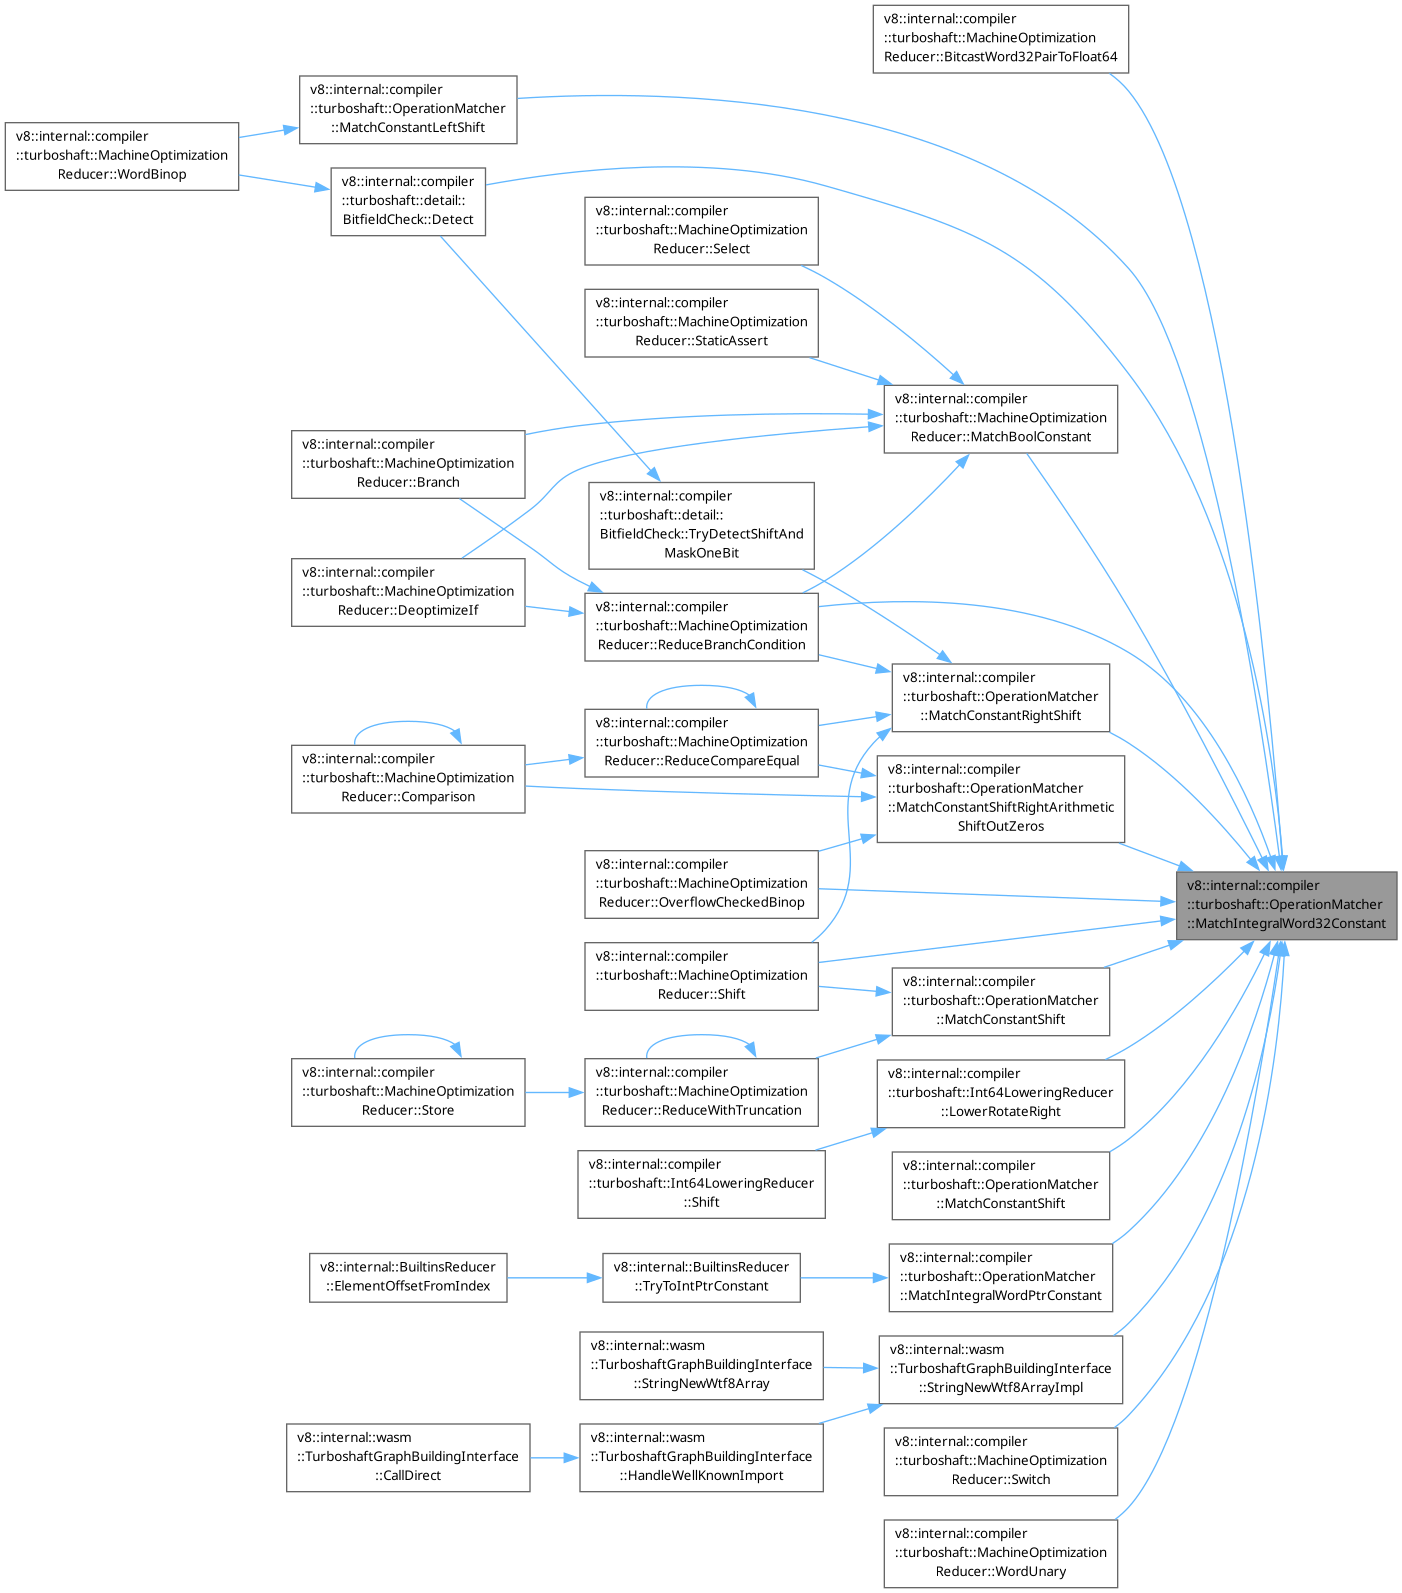 v8::internal::compiler
::turboshaft::MachineOptimization
Reducer::BitcastWord32PairToFloat64
v8::internal::compiler
::turboshaft::OperationMatcher
::MatchConstantLeftShift
v8::internal::compiler
::turboshaft::MachineOptimization
Reducer::WordBinop
v8::internal::compiler
::turboshaft::detail::
BitfieldCheck::Detect
v8::internal::compiler
::turboshaft::MachineOptimization
Reducer::Select
v8::internal::compiler
::turboshaft::MachineOptimization
Reducer::StaticAssert
v8::internal::compiler
::turboshaft::MachineOptimization
Reducer::MatchBoolConstant
v8::internal::compiler
::turboshaft::MachineOptimization
Reducer::Branch
v8::internal::compiler
::turboshaft::detail::
BitfieldCheck::TryDetectShiftAnd
MaskOneBit
v8::internal::compiler
::turboshaft::MachineOptimization
Reducer::DeoptimizeIf
v8::internal::compiler
::turboshaft::MachineOptimization
Reducer::ReduceBranchCondition
v8::internal::compiler
::turboshaft::OperationMatcher
::MatchConstantRightShift
v8::internal::compiler
::turboshaft::MachineOptimization
Reducer::ReduceCompareEqual
v8::internal::compiler
::turboshaft::MachineOptimization
Reducer::Comparison
v8::internal::compiler
::turboshaft::OperationMatcher
::MatchConstantShiftRightArithmetic
ShiftOutZeros
v8::internal::compiler
::turboshaft::MachineOptimization
Reducer::OverflowCheckedBinop
v8::internal::compiler
::turboshaft::OperationMatcher
::MatchIntegralWord32Constant
v8::internal::compiler
::turboshaft::MachineOptimization
Reducer::Shift
v8::internal::compiler
::turboshaft::OperationMatcher
::MatchConstantShift
v8::internal::compiler
::turboshaft::MachineOptimization
Reducer::Store
v8::internal::compiler
::turboshaft::MachineOptimization
Reducer::ReduceWithTruncation
v8::internal::compiler
::turboshaft::Int64LoweringReducer
::LowerRotateRight
v8::internal::compiler
::turboshaft::Int64LoweringReducer
::Shift
v8::internal::compiler
::turboshaft::OperationMatcher
::MatchConstantShift
v8::internal::BuiltinsReducer
::ElementOffsetFromIndex
v8::internal::BuiltinsReducer
::TryToIntPtrConstant
v8::internal::compiler
::turboshaft::OperationMatcher
::MatchIntegralWordPtrConstant
v8::internal::wasm
::TurboshaftGraphBuildingInterface
::StringNewWtf8Array
v8::internal::wasm
::TurboshaftGraphBuildingInterface
::StringNewWtf8ArrayImpl
v8::internal::wasm
::TurboshaftGraphBuildingInterface
::CallDirect
v8::internal::wasm
::TurboshaftGraphBuildingInterface
::HandleWellKnownImport
v8::internal::compiler
::turboshaft::MachineOptimization
Reducer::Switch
v8::internal::compiler
::turboshaft::MachineOptimization
Reducer::WordUnary